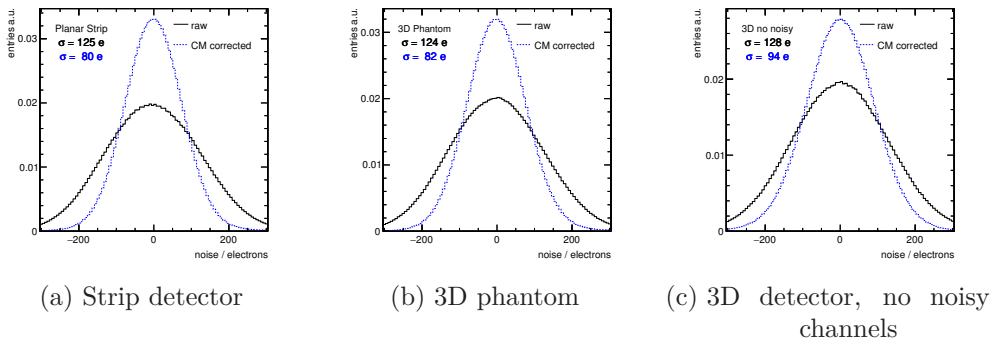 entries a.u.
0.03
0.02
0.01
0
Planar Strip
σ = 125 e
σ = 80 e
raw
CM corrected
−200
0
200
noise / electrons
(a) Strip detector
entries a.u.
0.03
0.02
0.01
0
3D Phantom
σ = 124 e
σ = 82 e
raw
CM corrected
−200
0
200
noise / electrons
(b) 3D phantom
entries a.u.
0.02
0.01
0
3D no noisy
σ = 128 e
σ = 94 e
raw
CM corrected
−200
0
200
noise / electrons
(c) 3D detector, no noisy
channels